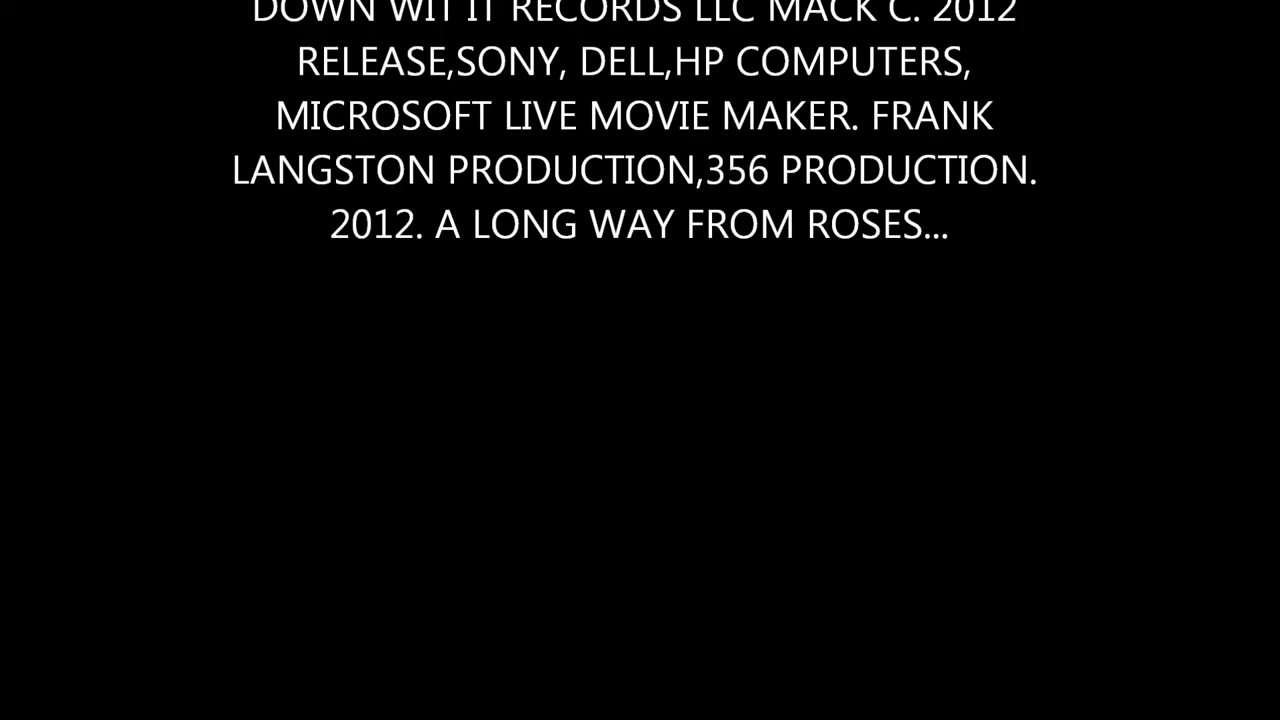 DOWN WIT IT RECORDS LLC MACK C. 2012
RELEASE,SONY, DELL,HP COMPUTERS,
MICROSOFT LIVE MOVIE MAKER. FRANK
LANGSTON PRODUCTION,356 PRODUCTION.
2012. A LONG WAY FROM ROSES...